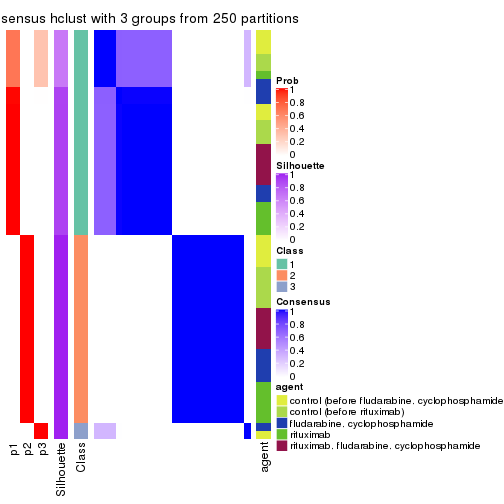 sensus hclust with 3 groups from 250 partitions
Prob
1
0.8
0.6
0.4
0.2
0
Silhouette
1
0.8
0.6
0.4
0.2
0
Class
1
2
3
Consensus
1
0.8
0.6
0.4
0.2
0
agent
control (before fludarabine. cyclophosphamide
control (before rituximab)
fludarabine. cyclophosphamide
rituximab
rituximab. fludarabine. cyclophosphamide
p1
p2
p3
Silhouette
Class
agent